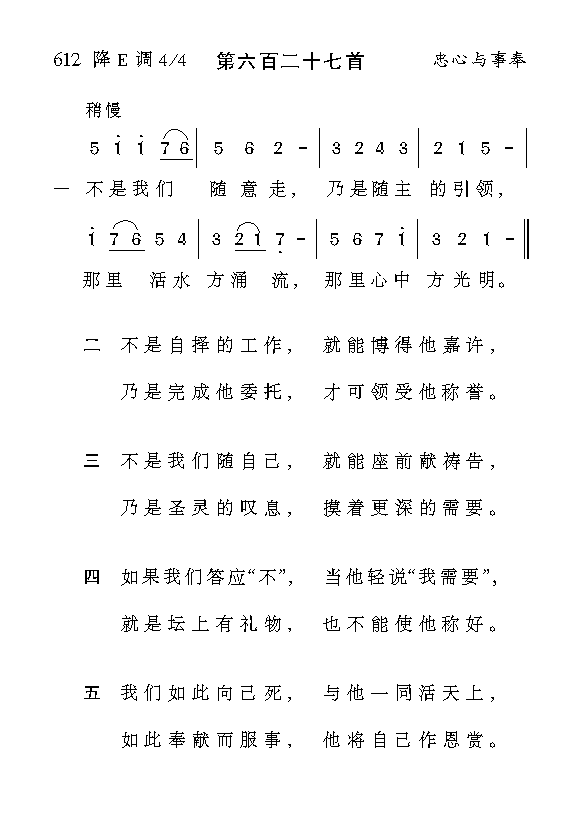 612 降E调4/4 第六百二十七首 忠心与事奉
稍慢
5 i i 7 6 | 5 6 2 - | 3 2 4 3 | 2 1 5 - |
一 不是我们 随意走， 乃是随主 的引领，
i 7 6 5 4 | 3 2 1 7 - | 5 6 7 i | 3 2 1 - ||
那里 活水 方涌 流， 那里心中 方光明。
二 不是自择的工作， 就能博得他嘉许，
乃是完成他委托， 才可领受他称誉。
三 不是我们随自己， 就能座前献祷告，
乃是圣灵的叹息， 摸着更深的需要。
四 如果我们答应“不”， 当他轻说“我需要”，
就是坛上有礼物， 也不能使他称好。
五 我们如此向己死， 与他一同活天上，
如此奉献而服事， 他将自己作恩赏。